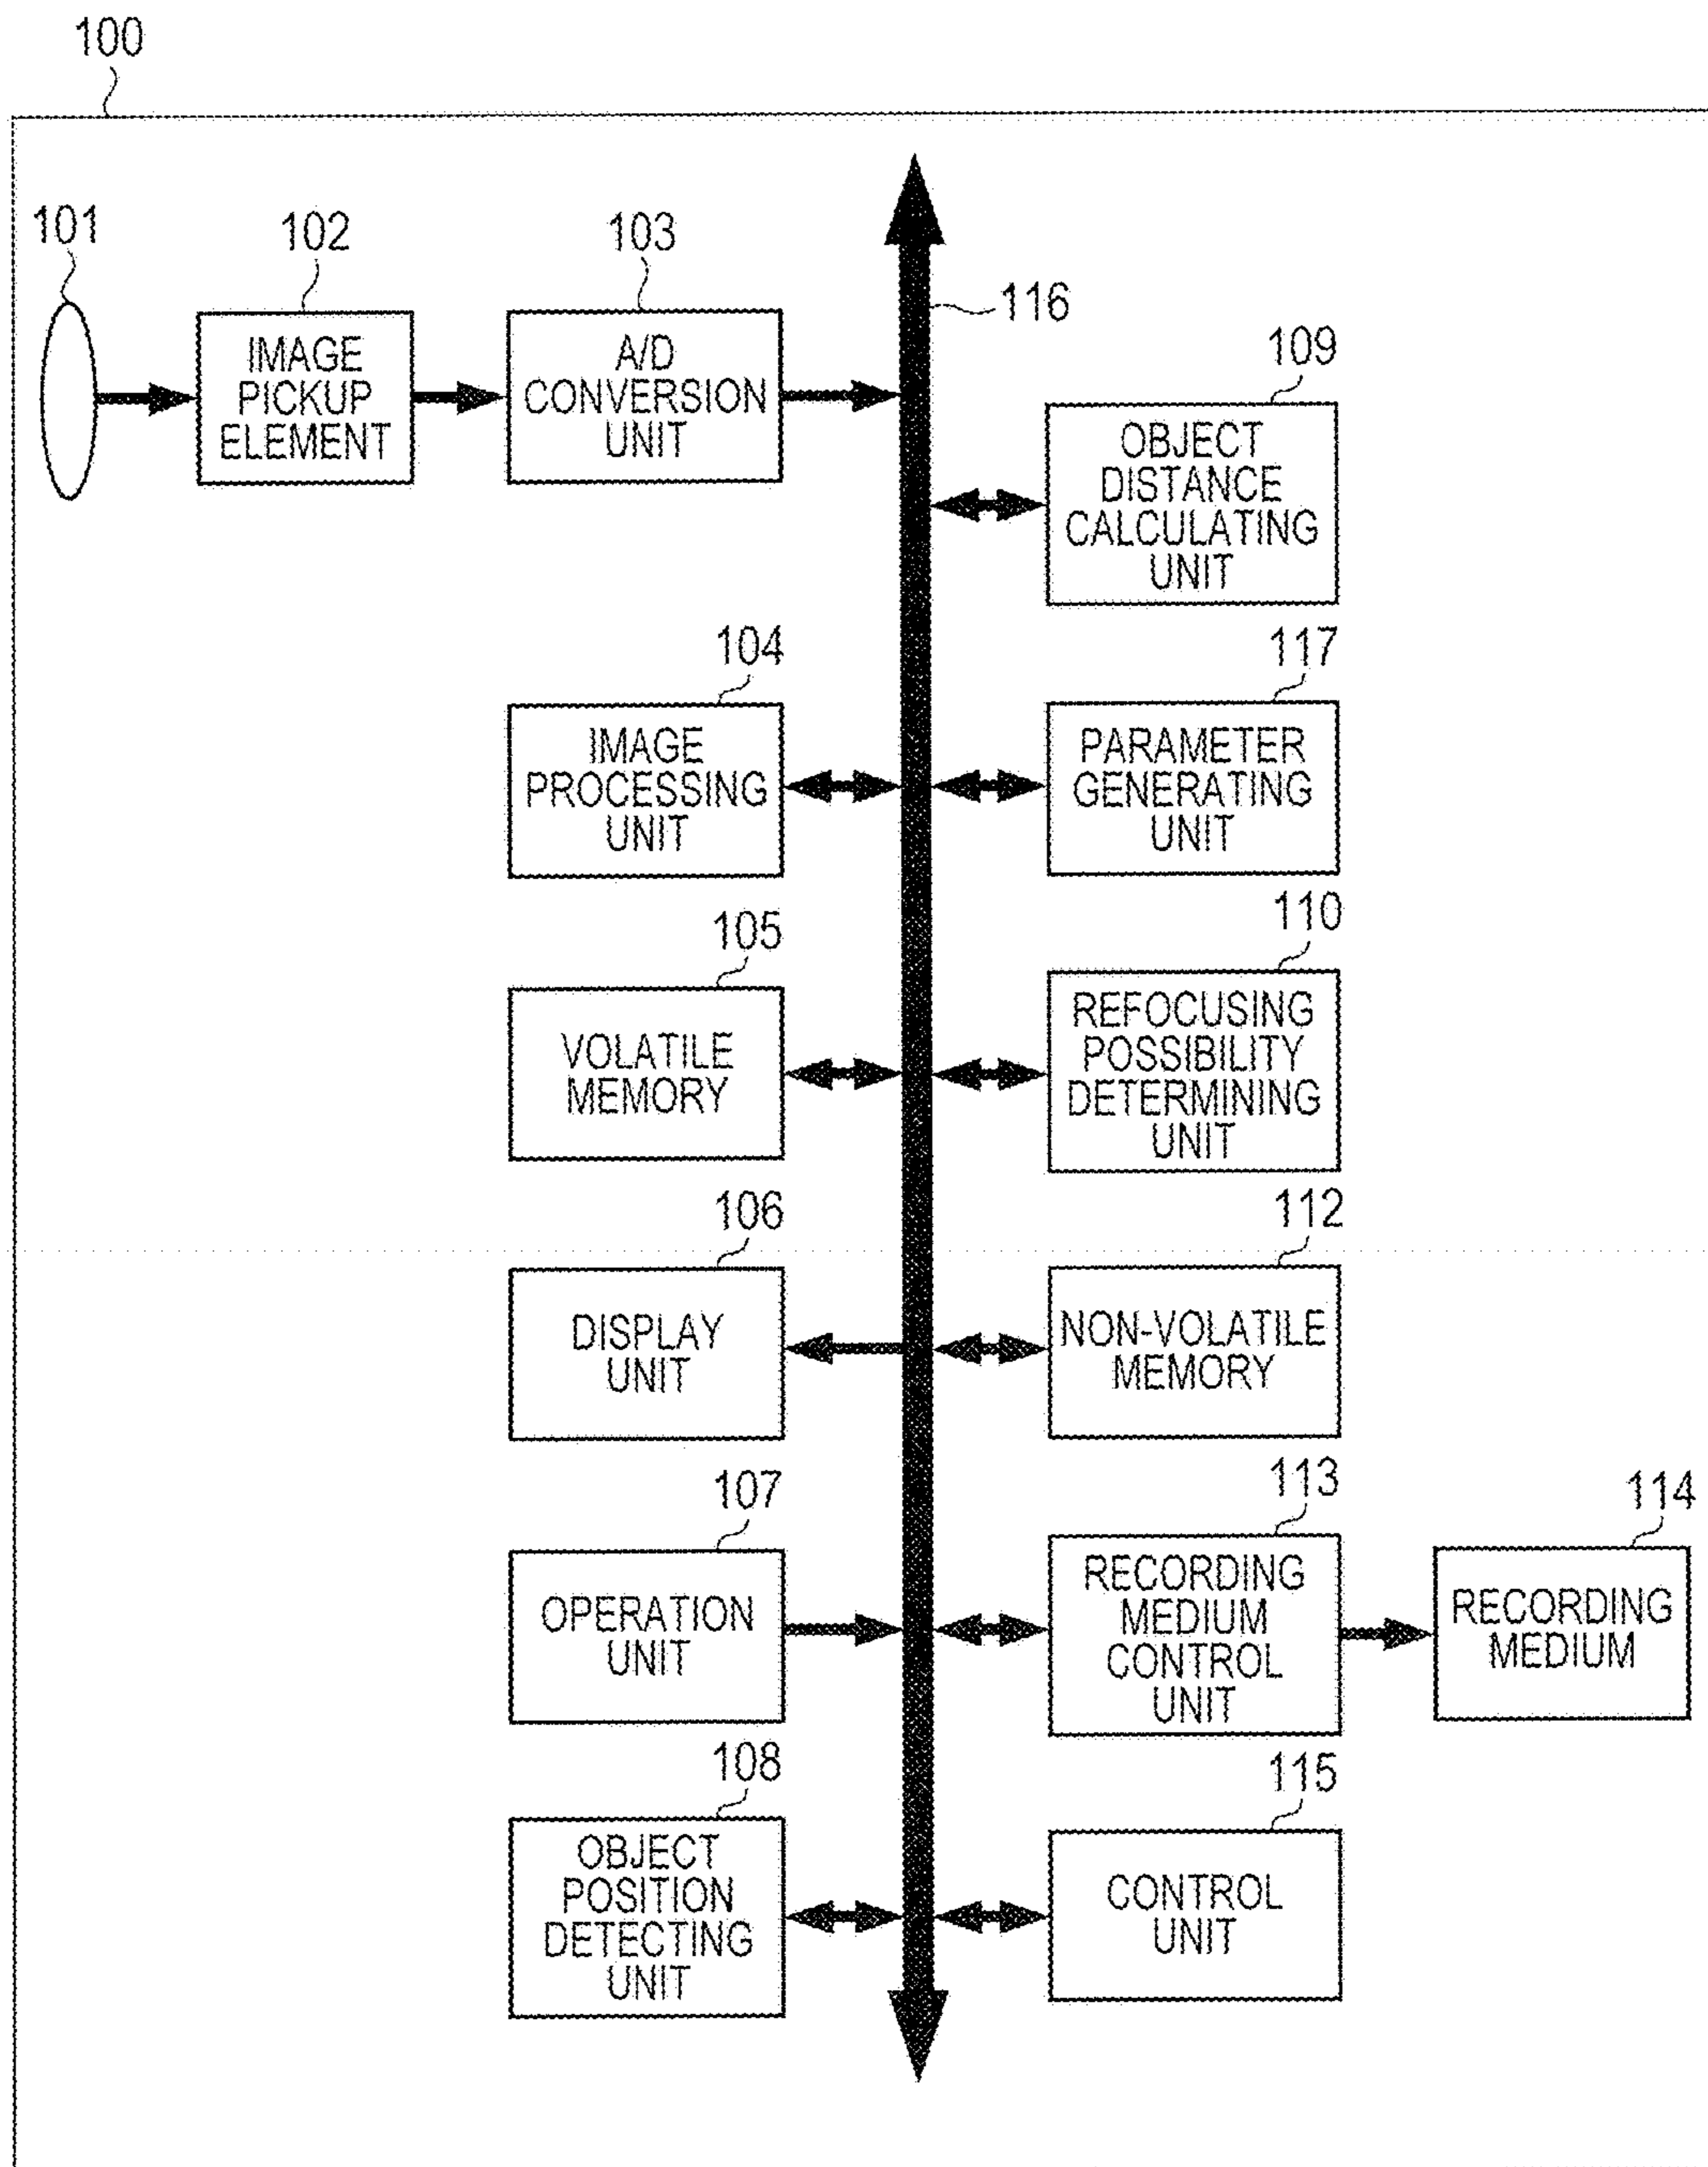 100
101
102
103
IMAGE
PICKUP
ELEMENT
A/D
CONVERSION
UNIT
116
109
OBJECT
DISTANCE
CALCULATING
UNIT
104
IMAGE
PROCESSING
UNIT
117
PARAMETER
GENERATING
UNIT
105
VOLATILE
MEMORY
110
REFOCUSING
POSSIBILITY
DETERMINING
UNIT
106
DISPLAY
UNIT
112
NON-VOLATILE
MEMORY
107
OPERATION
UNIT
113
RECORDING
MEDIUM
CONTROL
UNIT
114
RECORDING
MEDIUM
108
OBJECT
POSITION
DETECTING
UNIT
115
CONTROL
UNIT